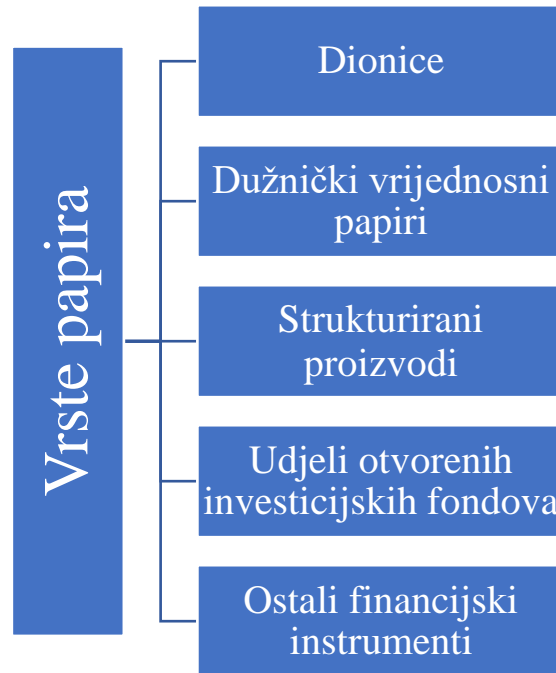 Vrste papira
Dionice
Dužnički vrijednosni
papiri
Strukturirani
proizvodi
Udjeli otvorenih
investicijskih fondova
Ostali financijski
instrumenti